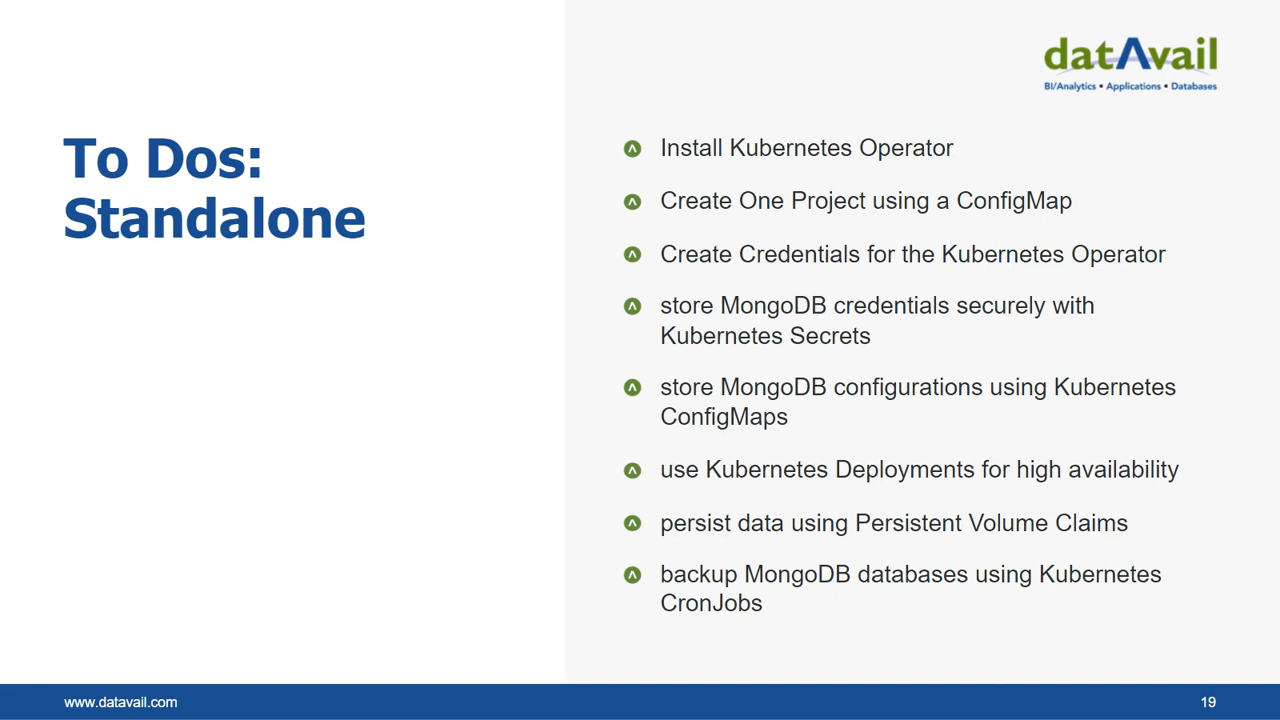 datAvail
BI/Analytics • Applications • Databases
To Dos:
Standalone
Install Kubernetes Operator
Create One Project using a ConfigMap
Create Credentials for the Kubernetes Operator
store MongoDB credentials securely with
Kubernetes Secrets
store MongoDB configurations using Kubernetes
ConfigMaps
use Kubernetes Deployments for high availability
persist data using Persistent Volume Claims
backup MongoDB databases using Kubernetes
CronJobs
www.datavail.com
19